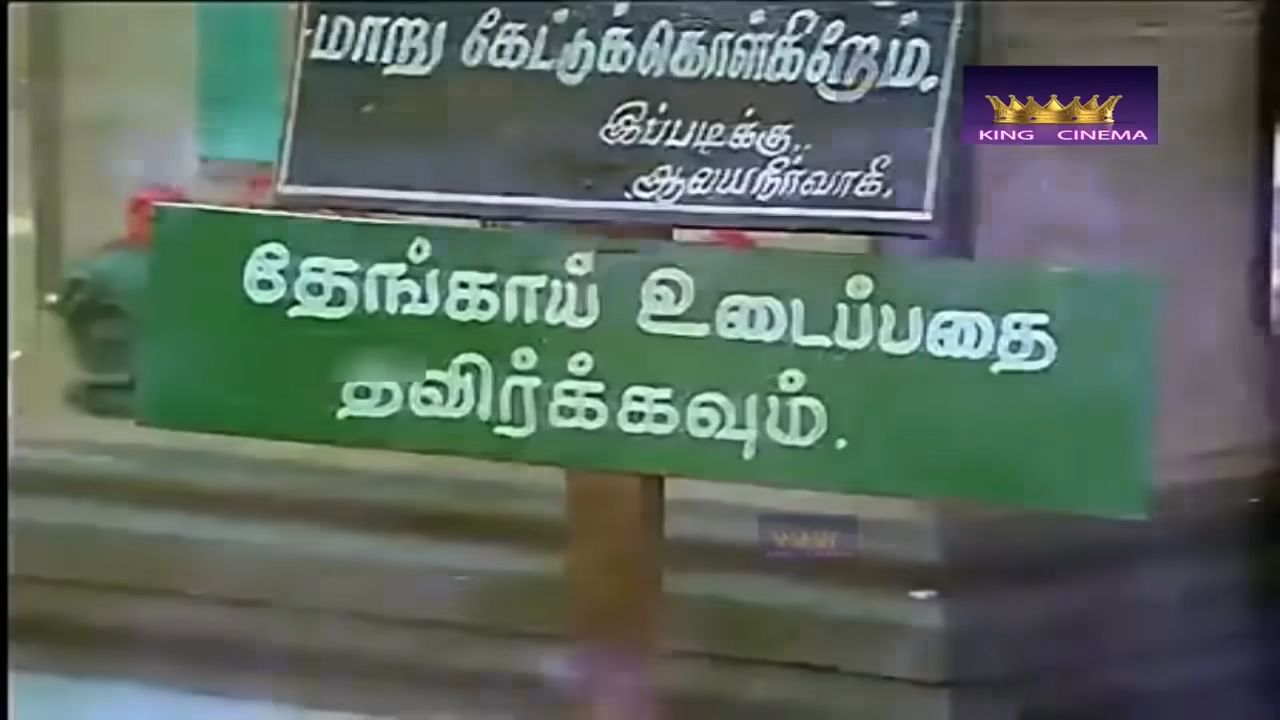 மாறு கேட்டுக்கொள்கிறோம்.
இப்படிக்கு..
ஆலயநிர்வாகி.
KING CINEMA
தேங்காய் உடைப்பதை
தவிர்க்கவும்.